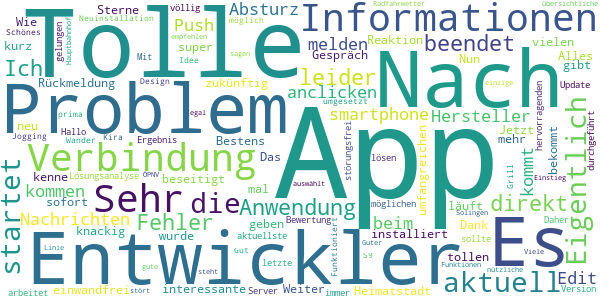 Tolle
Schönes
Wie
Sterne
Neuinstallation
völlig
Absturz
Informationen
Radfahrwetter
übersichtliche
kurz
gelungen
Hauptbahnhof
Mit
möglich
Push
empfehlen
super
Idee
sagen
melden
Reaktion
beendet
vielen
Ich
Rückmeldung
Design
zukunftig
leider
Gespräch
Nun
gibt
Alles
Problem
anclicken
Nach
einzige
Update
umgesetzt
hervorragenden
neu
prima
egal
smartphone
Hersteller
Jogging
Hallo
Kira
Ergebnis
Bestens
Jetzt
mehr
bekommt
durchgeführt
Wander
Das
störungsfrei
Verbindung
App
lösen
umfangreichen
kommt
Eigentlich
Lösungsanalyse
OPNV
beseitigt
kenne
mal
auswählt
möglichen
Einstieg
kommen
sofort
Sehr
die
Anwendung
direkt
läuft
Grill
startet
Nachrichten
Fehler
beim
Bewertung
Dank
Solingen
Es
knackig
wurde
geben
aktuellste
installiert
Funktioniert
sollte
Daher
Entwickler
tollen
Viele
Linie
Gut
letzte
Guter
S9
Funktionen
nützliche
aktuell
Edit
gute
steht
einwandfrei
interessante
Weiter
Heimatstadt
arbeitet
stört
Server
immer
Version